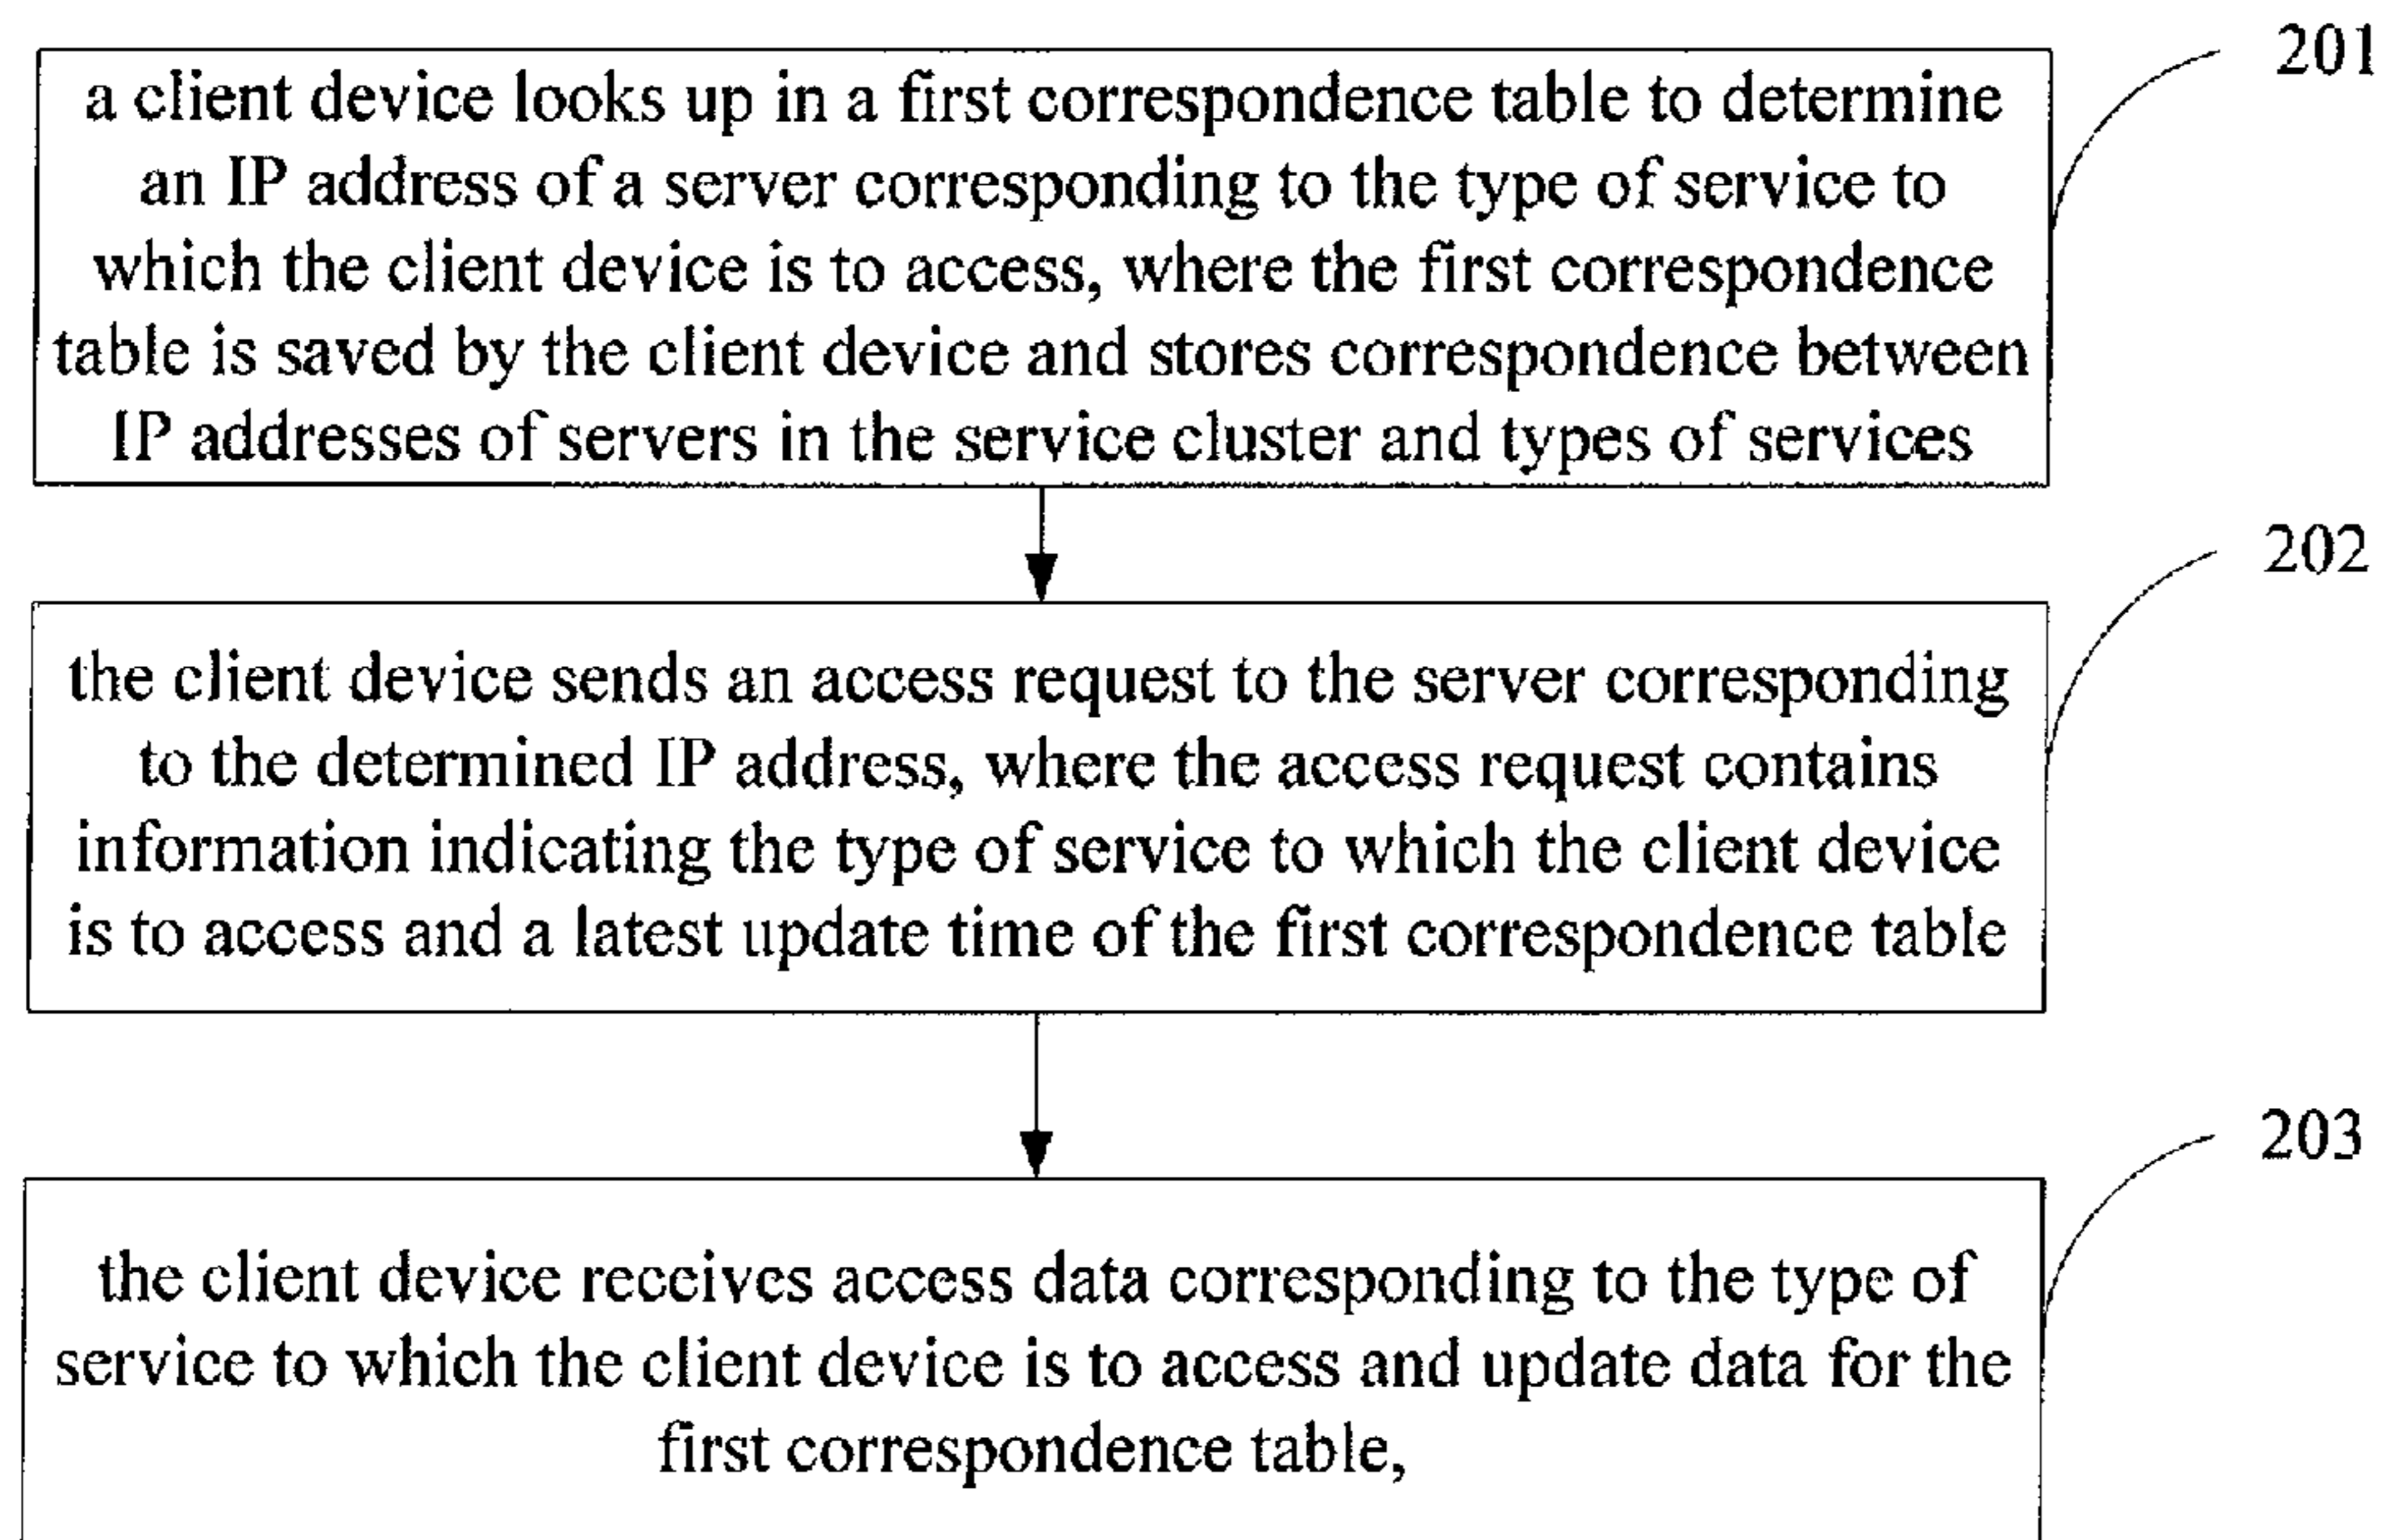 201
a client device looks up in a first correspondence table to determine
an IP address of a server corresponding to the type of service to
which the client device is to access, where the first correspondence
table is saved by the client device and stores correspondence between
IP addresses of servers in the service cluster and types of services
202
the client device sends an access request to the server corresponding
to the determined IP address, where the access request contains
information indicating the type of service to which the client device
is to access and a latest update time of the first correspondence table
203
the client device receives access data corresponding to the type of
service to which the client device is to access and update data for the
first correspondence table,